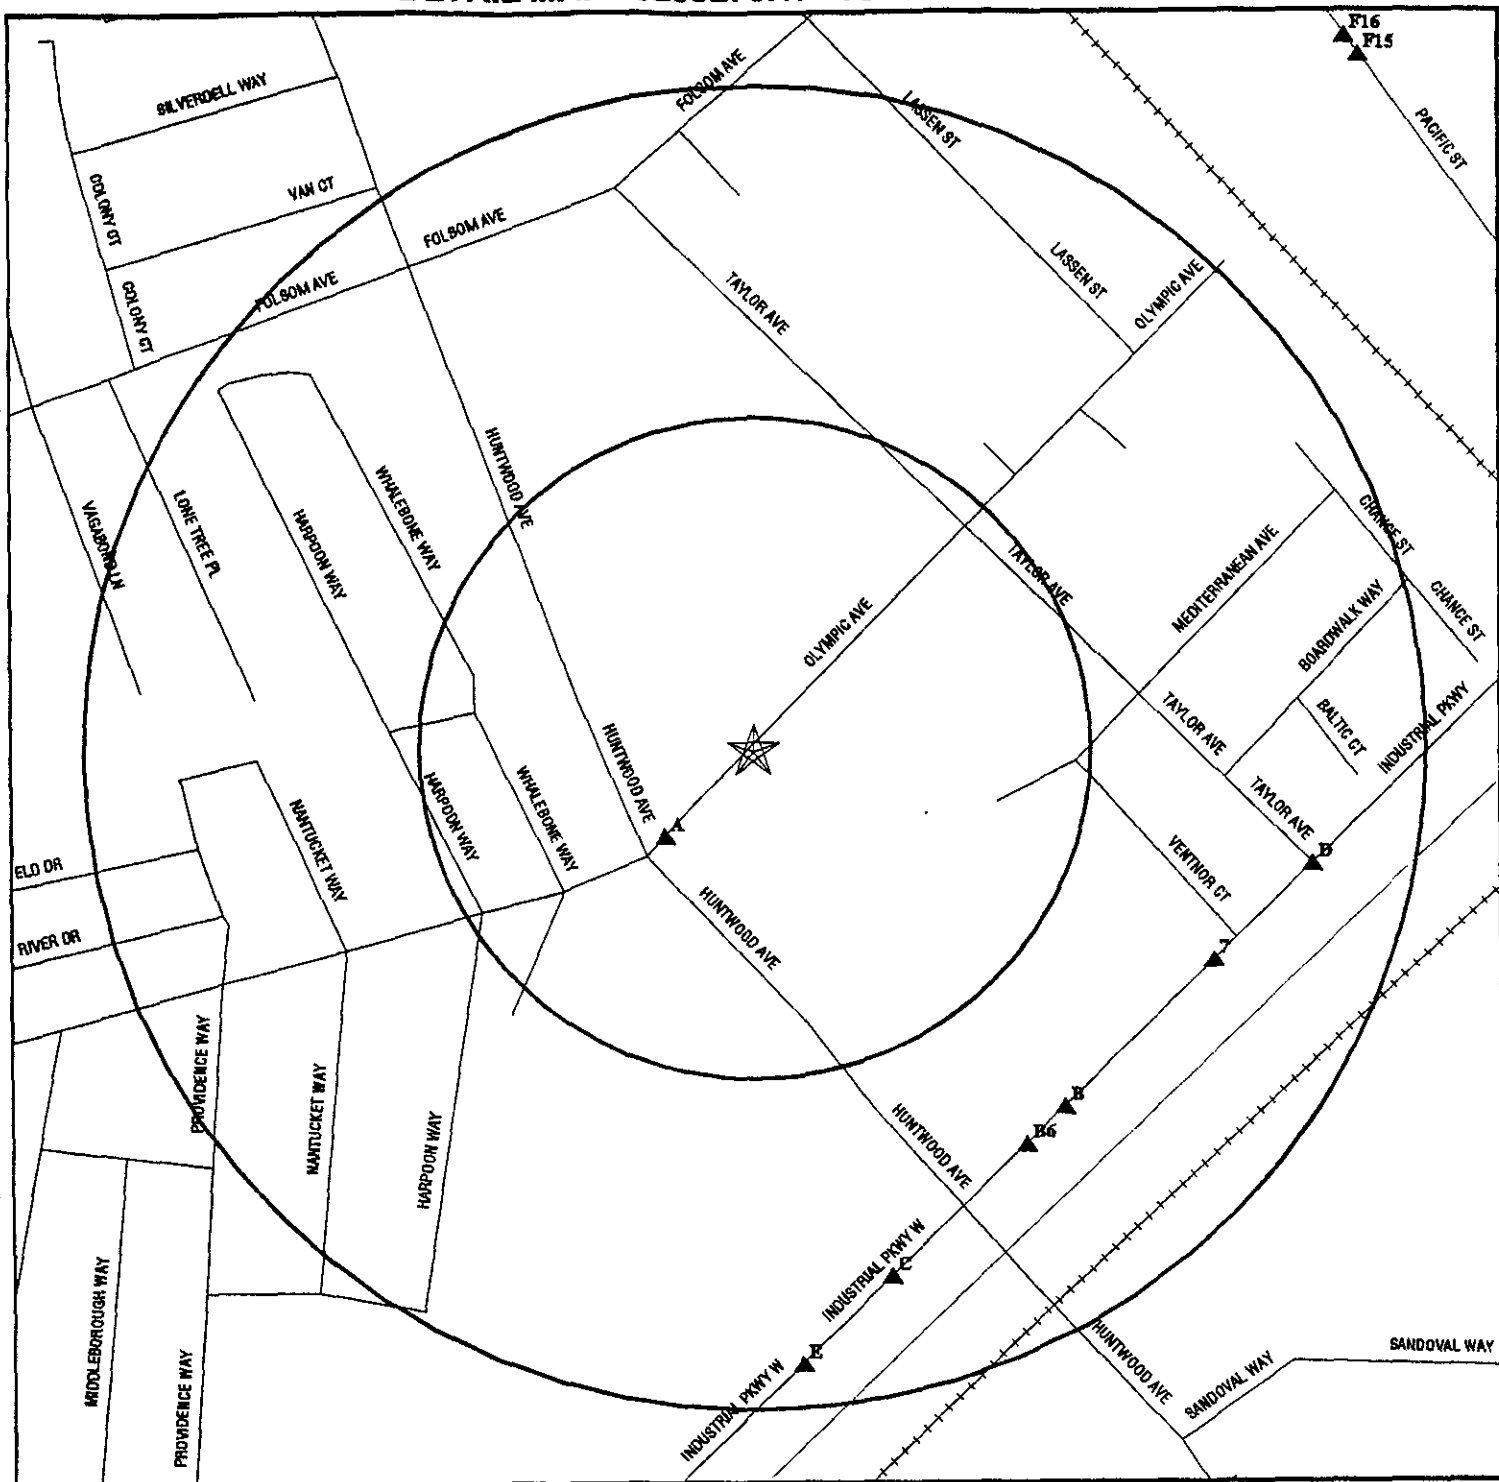 F16
F15
FOLSOM AVE
SILVERDELL WAY
LASSEN ST
PACIFIC ST
COLONY CT
VAN CT
FOLSOM AVE
FOLSOM AVE
LASSEN ST
OLYMPIC AVE
TAYLOR AVE
COLONY CT
HUNTWOOD AVE
WHALEBONE WAY
LONE TREE PL
VAGABOND LN
HARPOON WAY
CHANCE ST
MEDITERRANEAN AVE
TAYLOR AVE
BOARDWALK WAY
CHANCE ST
OLYMPIC AVE
TAYLOR AVE
BALTIC CT
INDUSTRIAL PKWY
HUNTWOOD AVE
HARPOON WAY
WHALEBONE WAY
NANTUCKET WAY
A
TAYLOR AVE
D
ELD DR
VENTNOR CT
HUNTWOOD AVE
RIVER DR
7
PROVIDENCE WAY
NANTUCKET WAY
HARPOON WAY
B
B6
HUNTWOOD AVE
INDUSTRIAL PKWY W
C
MIDDLEBOROUGH WAY
PROVIDENCE WAY
E
INDUSTRIAL PKWY W
HUNTWOOD AVE
SANDOVAL WAY
SANDOVAL WAY